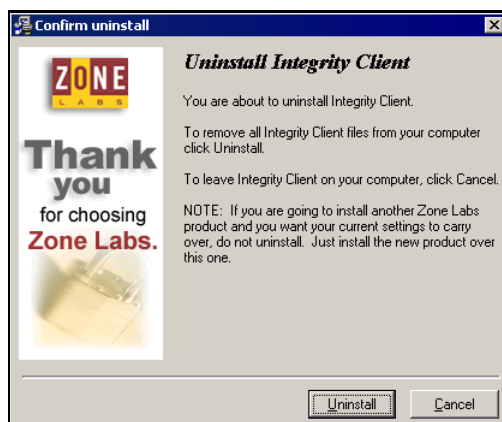 Confirm uninstall
ZONE
LABS
Thank
you
for choosing
Zone Labs.
Uninstall Integrity Client
You are about to uninstall Integrity Client.
To remove all Integrity Client files from your computer
click Uninstall.
To leave Integrity Client on your computer, click Cancel.
NOTE: If you are going to install another Zone Labs
product and you want your current settings to carry
over, do not uninstall. Just install the new product over
this one.
Uninstall
Cancel